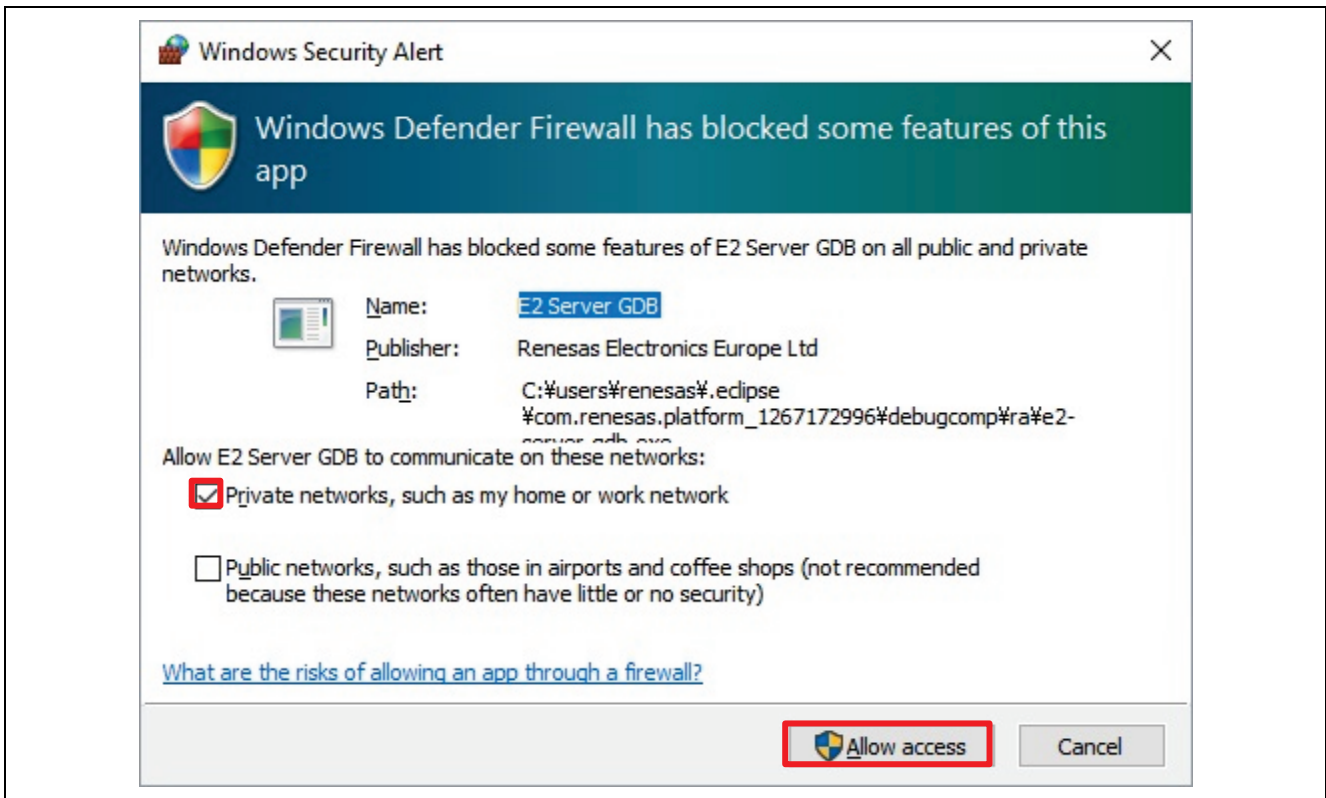 Windows Security Alert
Windows Defender Firewall has blocked some features of this
app
Windows Defender Firewall has blocked some features of E2 Server GDB on all public and private
networks.
Name: E2 Server GDB
Publisher: Renesas Electronics Europe Ltd
Path: C:¥users¥renesas¥.eclipse
¥com.renesas.platform_1267172996¥debugcomp¥ra¥e2-
Allow E2 Server GDB to communicate on these networks:
Private networks, such as my home or work network
Public networks, such as those in airports and coffee shops (not recommended
because these networks often have little or no security)
What are the risks of allowing an app through a firewall?
Allow access Cancel